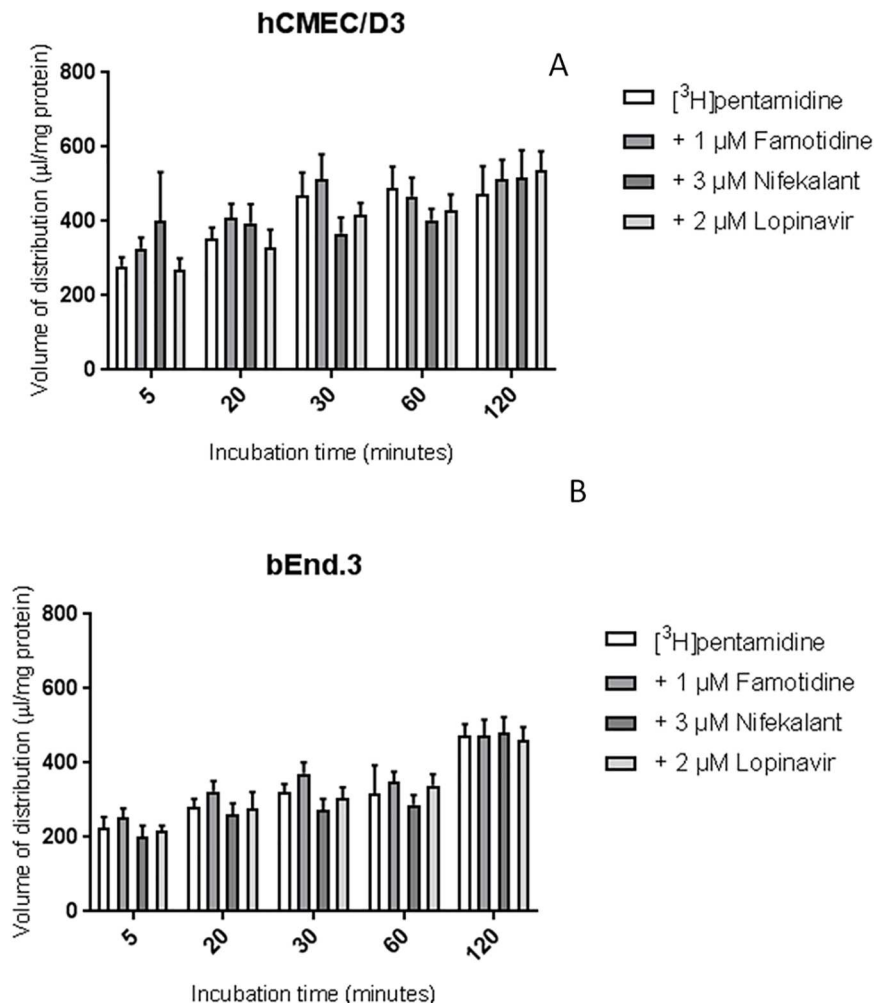 hCMEC/D3
A
800
600
400
200
0
Volume of distribution (µl/mg protein)
5 20 30 60 120
Incubation time (minutes)
[³H]pentamidine
+ 1 µM Famotidine
+ 3 µM Nifekalant
+ 2 µM Lopinavir
B
bEnd.3
800
600
400
200
0
Volume of distribution (µl/mg protein)
5 20 30 60 120
Incubation time (minutes)
[³H]pentamidine
+ 1 µM Famotidine
+ 3 µM Nifekalant
+ 2 µM Lopinavir